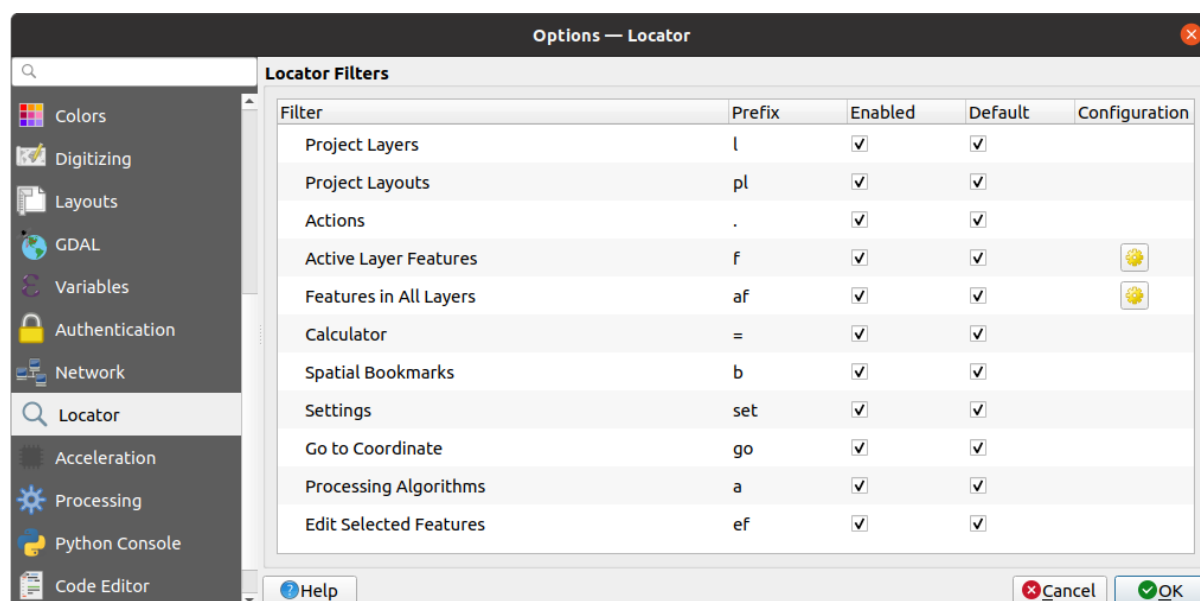 Options — Locator
Locator Filters
Colors
Digitizing
Layouts
GDAL
Variables
Authentication
Network
Locator
Acceleration
Processing
Python Console
Code Editor
Filter Prefix Enabled Default Configuration
Project Layers l
Project Layouts pl
Actions .
Active Layer Features f
Features in All Layers af
Calculator =
Spatial Bookmarks b
Settings set
Go to Coordinate go
Processing Algorithms a
Edit Selected Features ef
Help Cancel OK